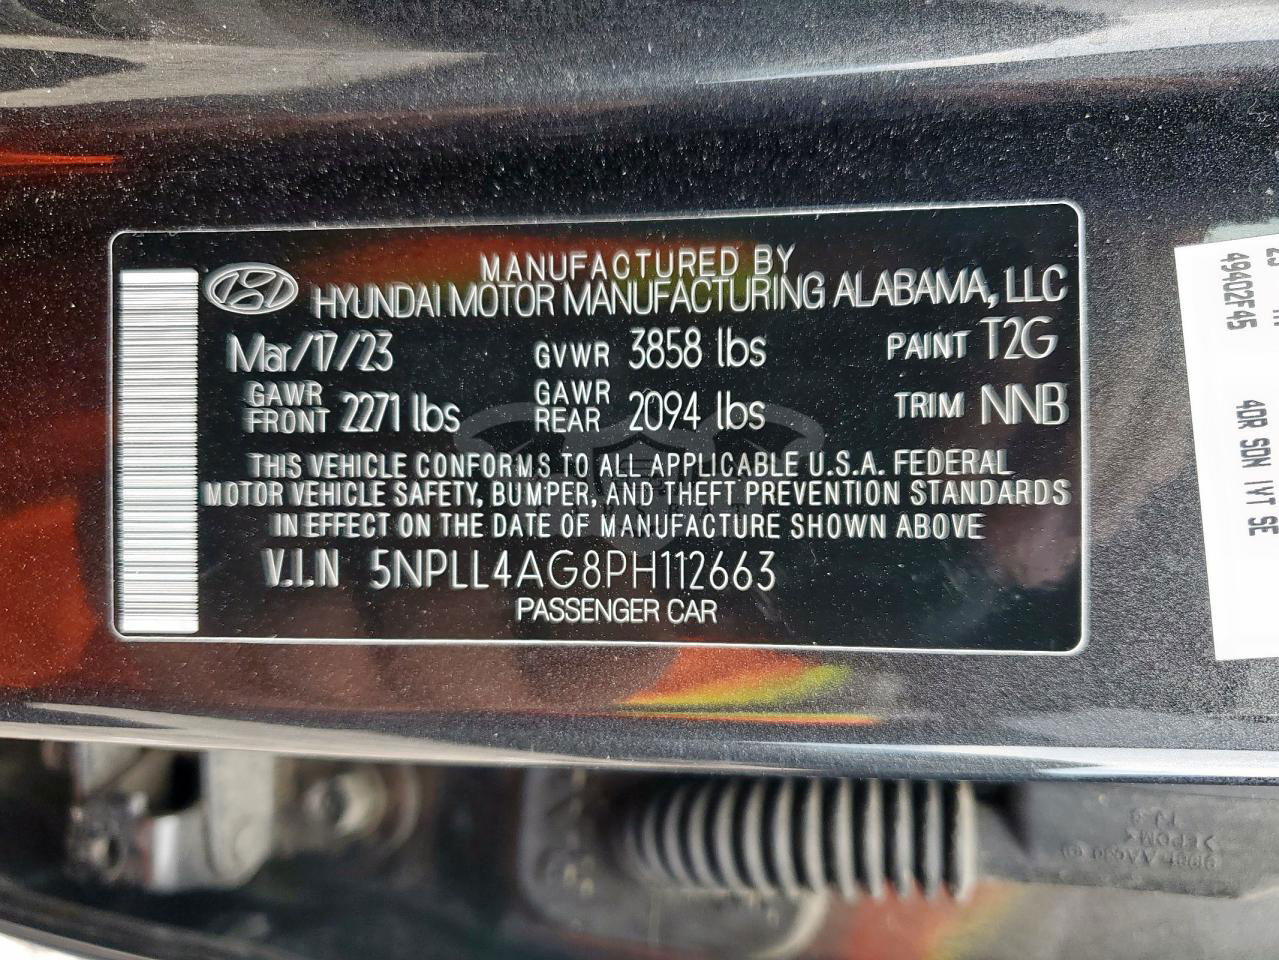 MANUFACTURED BY
HYUNDAI MOTOR MANUFACTURING ALABAMA, LLC
Mar/17/23 GVWR 3858 lbs PAINT T2G
GAWR FRONT 2271 lbs GAWR REAR 2094 lbs TRIM NNB
THIS VEHICLE CONFORMS TO ALL APPLICABLE U.S.A. FEDERAL
MOTOR VEHICLE SAFETY, BUMPER, AND THEFT PREVENTION STANDARDS
IN EFFECT ON THE DATE OF MANUFACTURE SHOWN ABOVE
V.I.N 5NPLL4AG8PH112663
PASSENGER CAR
49402F45
4DR SDN IVT SE